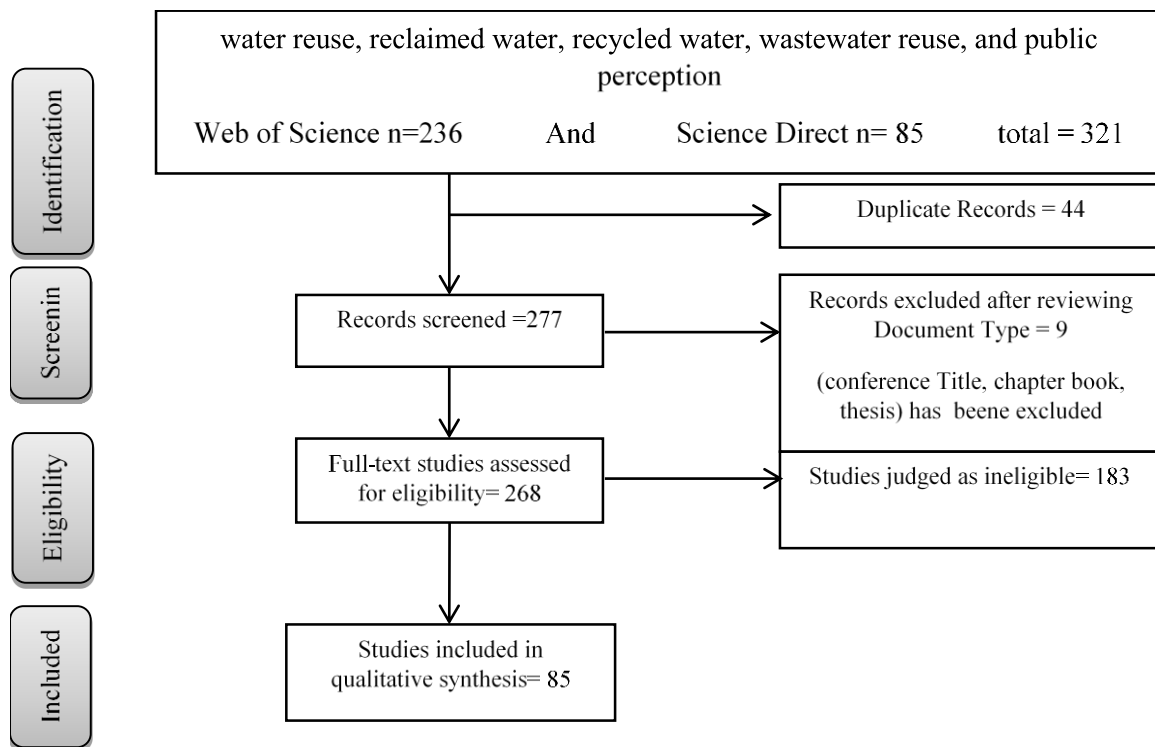 water reuse, reclaimed water, recycled water, wastewater reuse, and public
perception
Web of Science n=236 And Science Direct n= 85 total = 321
Identification
Duplicate Records = 44
Screenin
Records screened =277
Records excluded after reviewing
Document Type = 9
(conference Title, chapter book,
thesis) has beene excluded
Eligibility
Full-text studies assessed
for eligibility= 268
Studies judged as ineligible= 183
Included
Studies included in
qualitative synthesis= 85